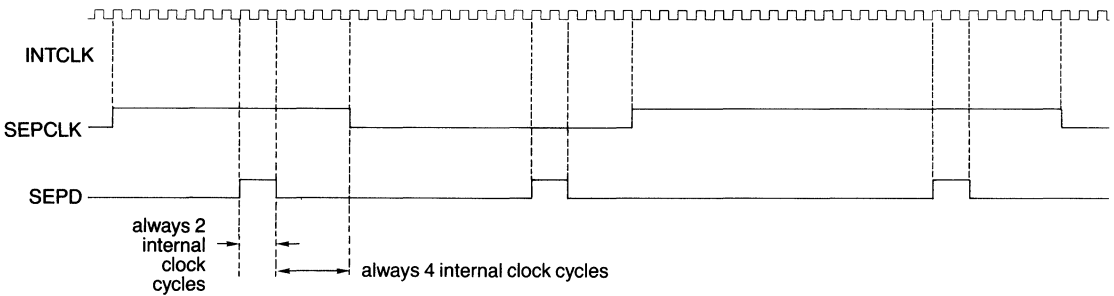 INTCLK
SEPCLK
SEPD
always 2
internal
clock
cycles
always 4 internal clock cycles